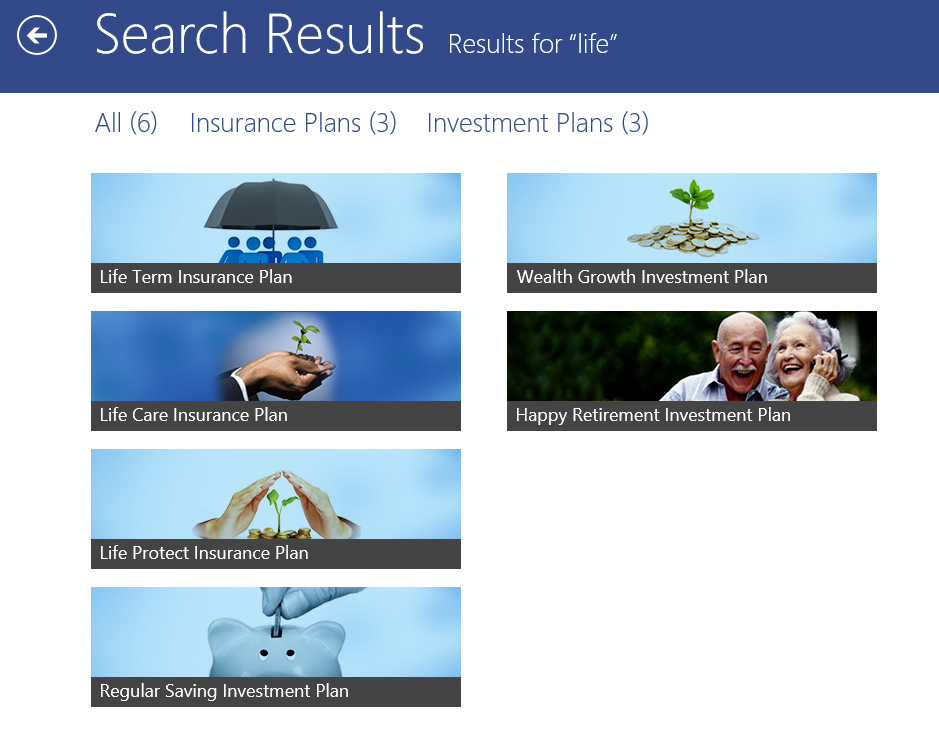 Search Results Results for “life”
All (6) Insurance Plans (3) Investment Plans (3)
Life Term Insurance Plan
Life Care Insurance Plan
Life Protect Insurance Plan
Regular Saving Investment Plan
Wealth Growth Investment Plan
Happy Retirement Investment Plan